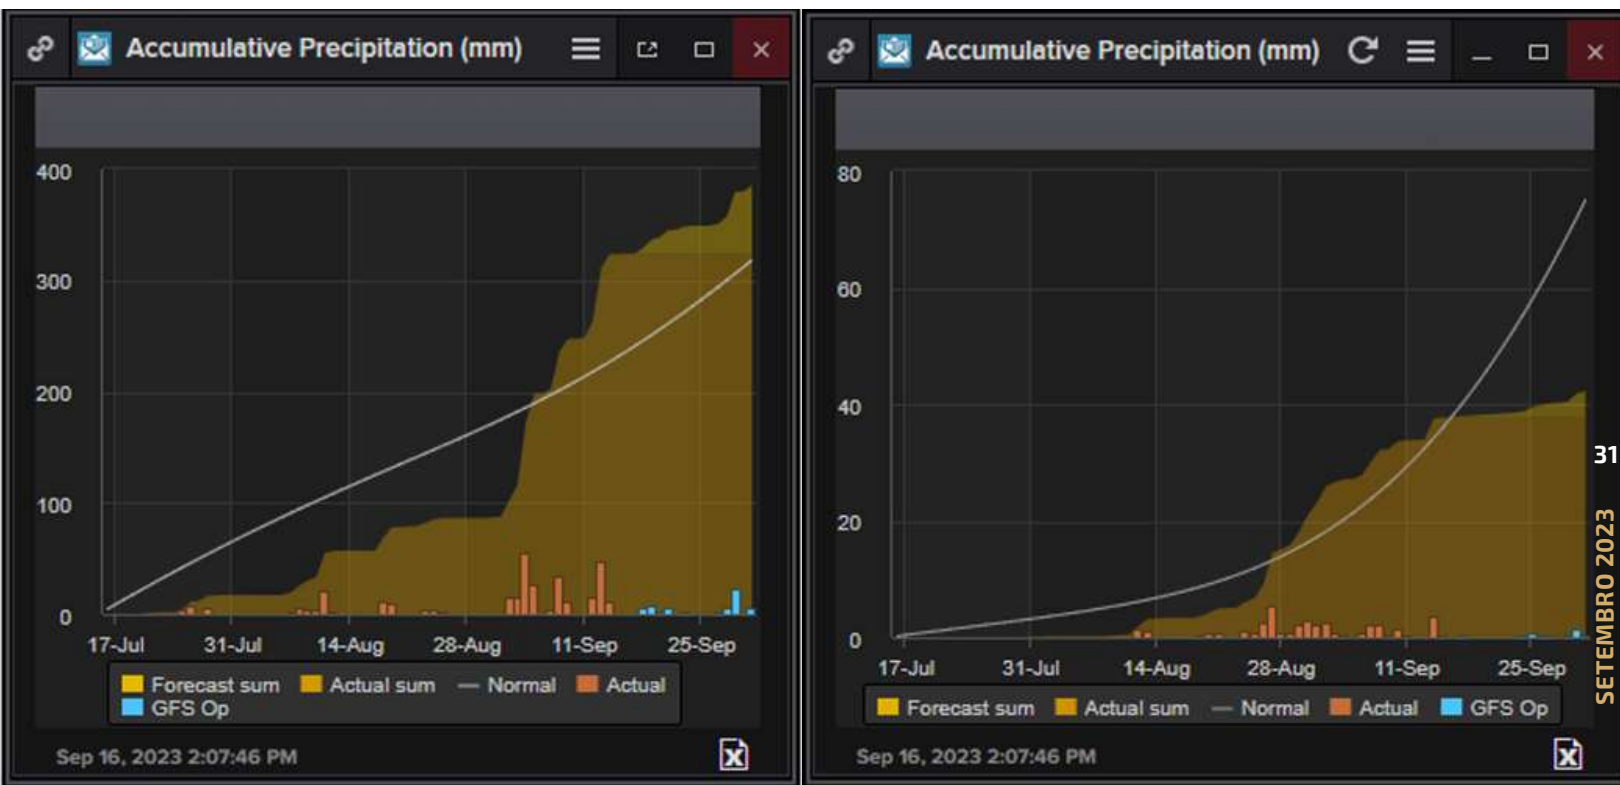 Accumulative Precipitation (mm)
400
300
200
100
0
17-Jul 31-Jul 14-Aug 28-Aug 11-Sep 25-Sep
Forecast sum Actual sum Normal Actual
GFS Op
Sep 16, 2023 2:07:46 PM
Accumulative Precipitation (mm)
80
60
40
20
0
17-Jul 31-Jul 14-Aug 28-Aug 11-Sep 25-Sep
Forecast sum Actual sum Normal Actual GFS Op
Sep 16, 2023 2:07:46 PM
31
SETEMBRO 2023